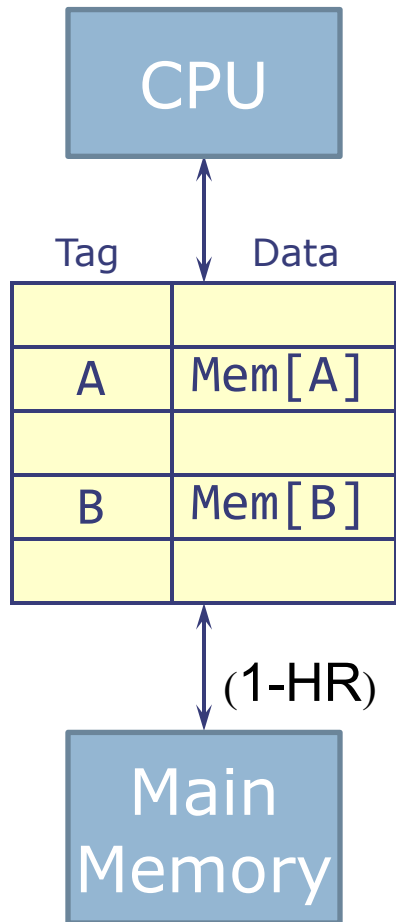 CPU
Tag Data
A Mem[A]
B Mem[B]
(1-HR)
Main
Memory